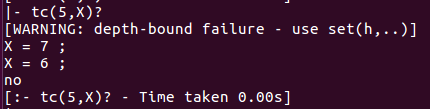 |- tc(5,X)?
[WARNING: depth-bound failure - use set(h,..)]
X = 7 ;
X = 6 ;
no
[:- tc(5,X)? - Time taken 0.00s]